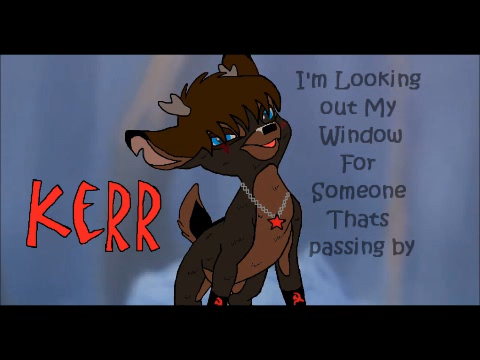 KERR
I'm Looking
out My
Window
For
Someone
Thats
passing by